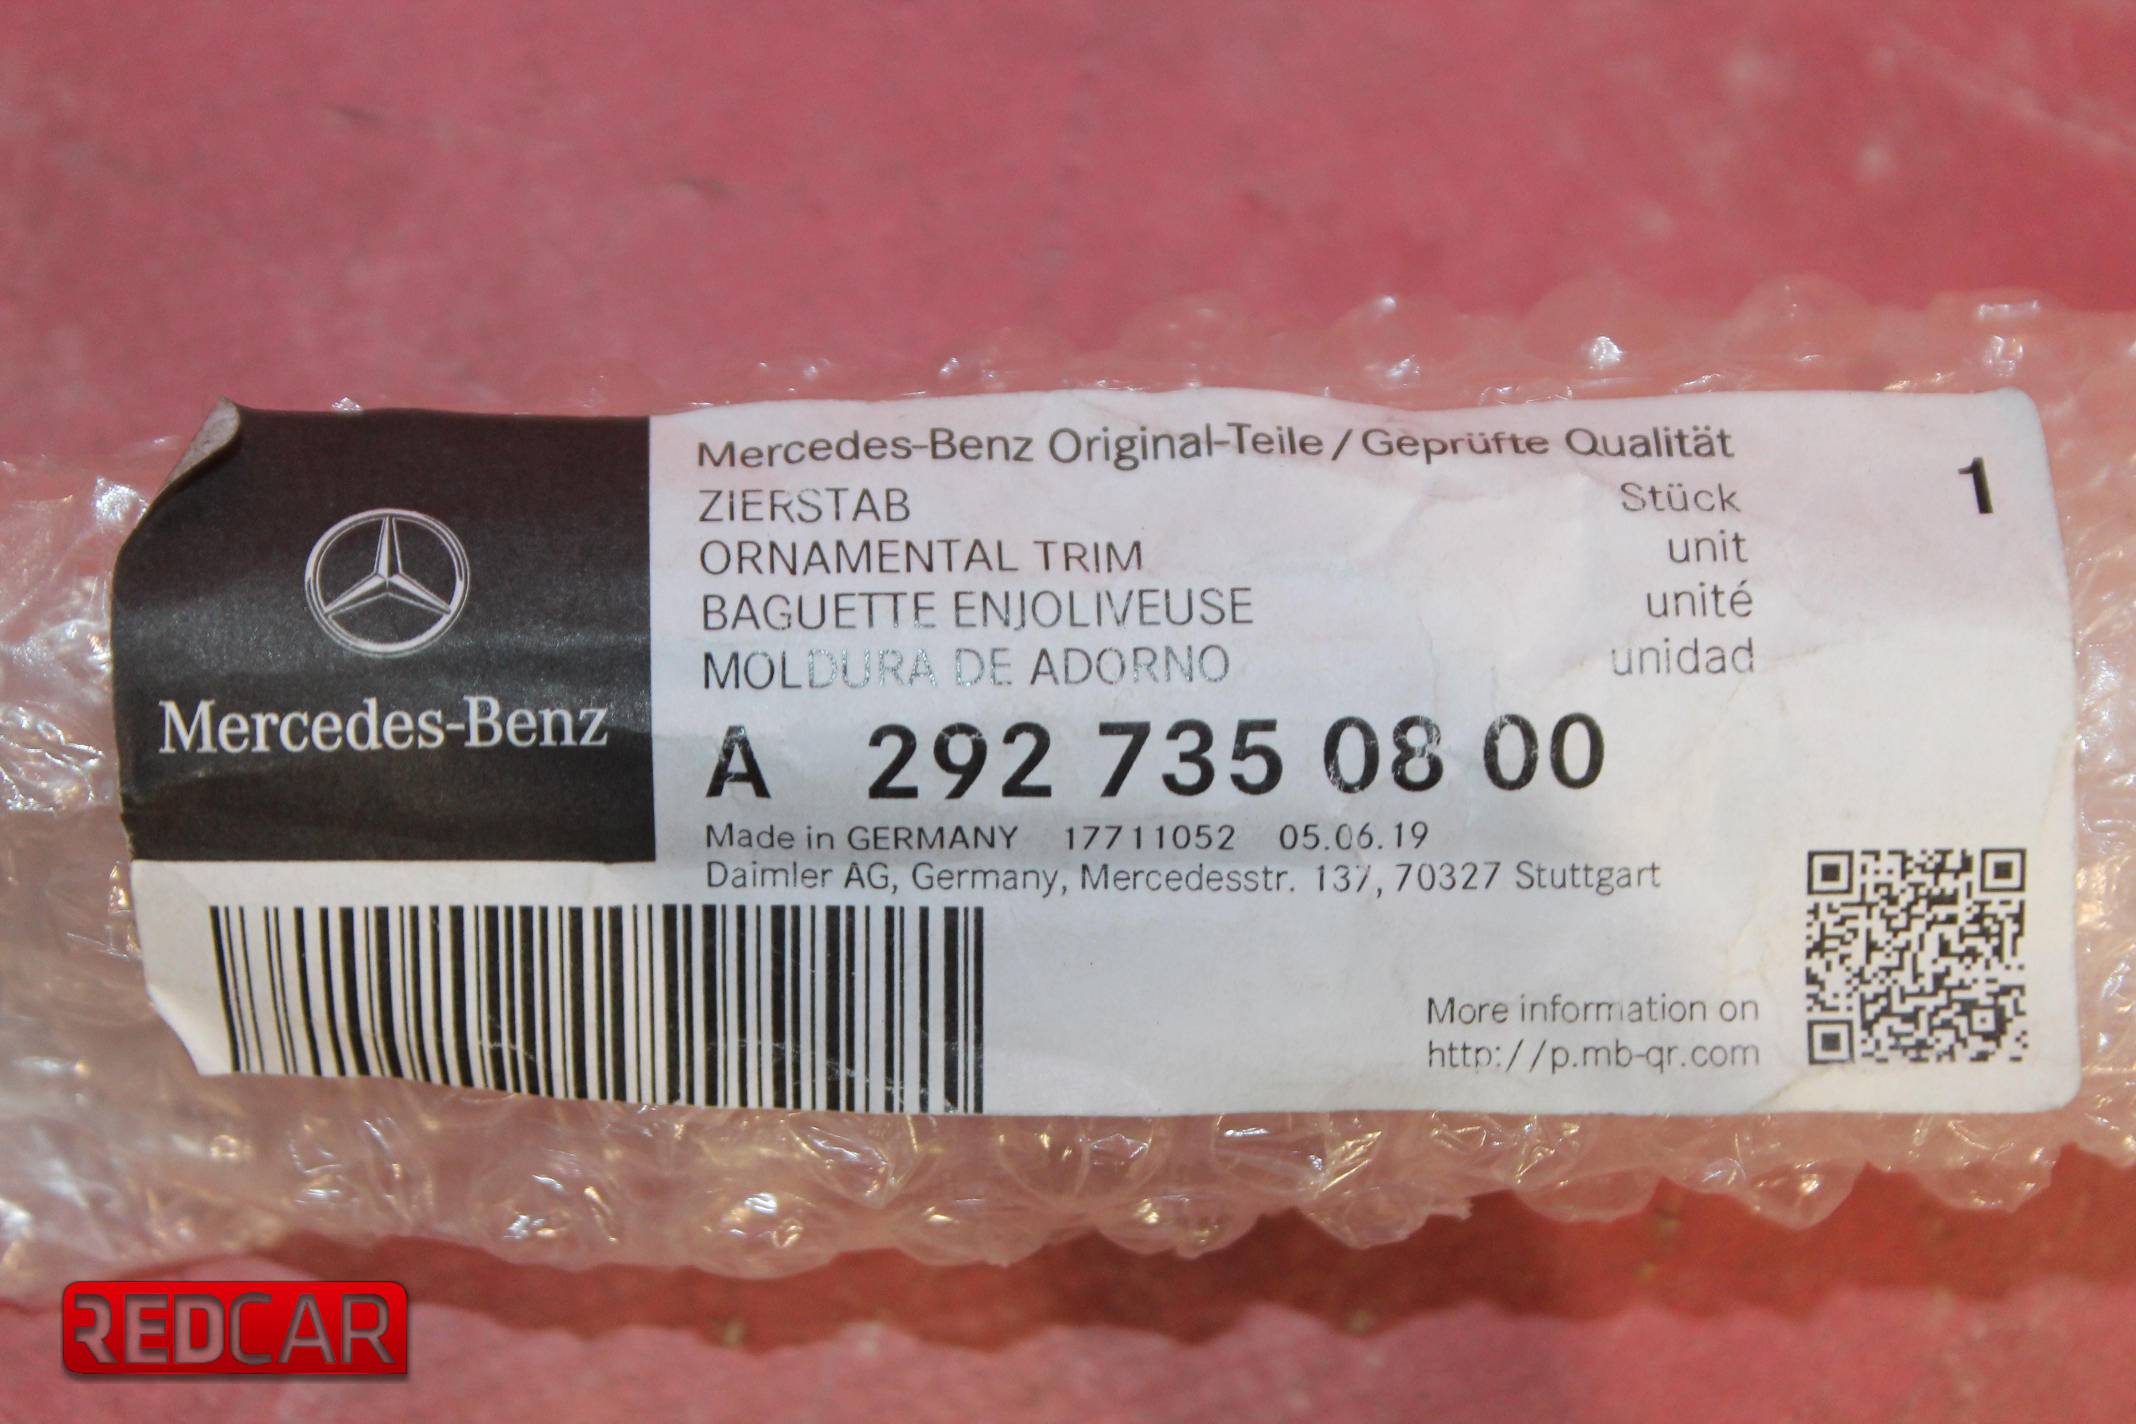 Mercedes-Benz
Mercedes-Benz Original-Teile / Geprüfte Qualität
ZIERSTAB Stück 1
ORNAMENTAL TRIM unit
BAGUETTE ENJOLIVEUSE unité
MOLDURA DE ADORNO unidad
A 292 735 08 00
Made in GERMANY 17711052 05.06.19
Daimler AG, Germany, Mercedesstr. 137, 70327 Stuttgart
More information on
http://p.mb-qr.com
REDCAR